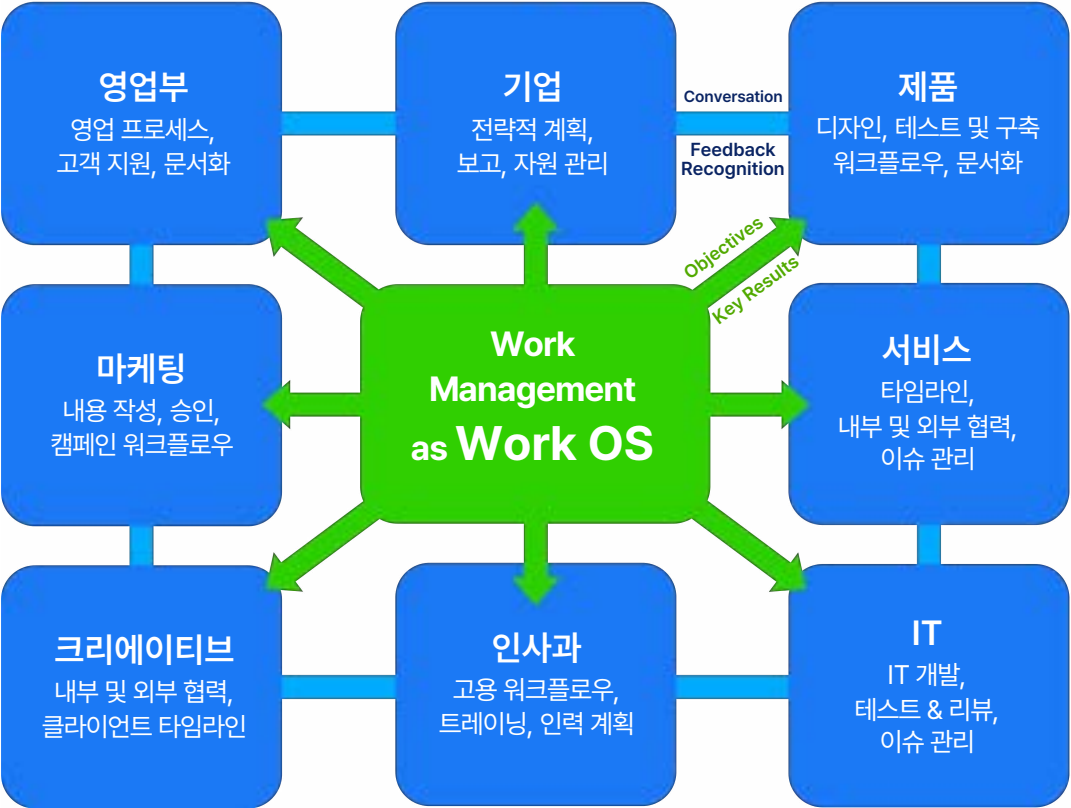 영업부
영업 프로세스,
고객 지원, 문서화
기업
전략적 계획,
보고, 자원 관리
Conversation
Feedback
Recognition
제품
디자인, 테스트 및 구축
워크플로우, 문서화
Objectives
Key Results
마케팅
내용 작성, 승인,
캠페인 워크플로우
Work
Management
as Work OS
서비스
타임라인,
내부 및 외부 협력,
이슈 관리
크리에이티브
내부 및 외부 협력,
클라이언트 타임라인
인사과
고용 워크플로우,
트레이닝, 인력 계획
IT
IT 개발,
테스트 & 리뷰,
이슈 관리